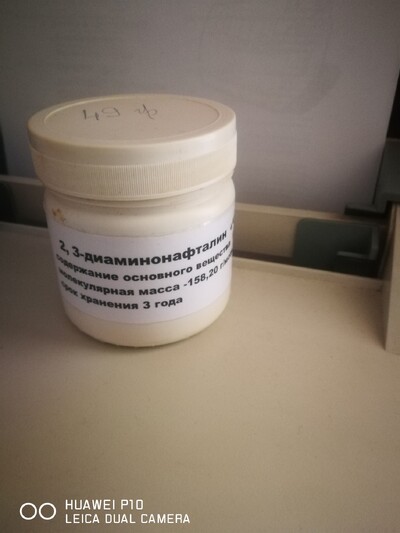 2, 3-диаминонафталин
содержание основного вещества
молекулярная масса -158,20
срок хранения 3 года
HUAWEI P10
LEICA DUAL CAMERA